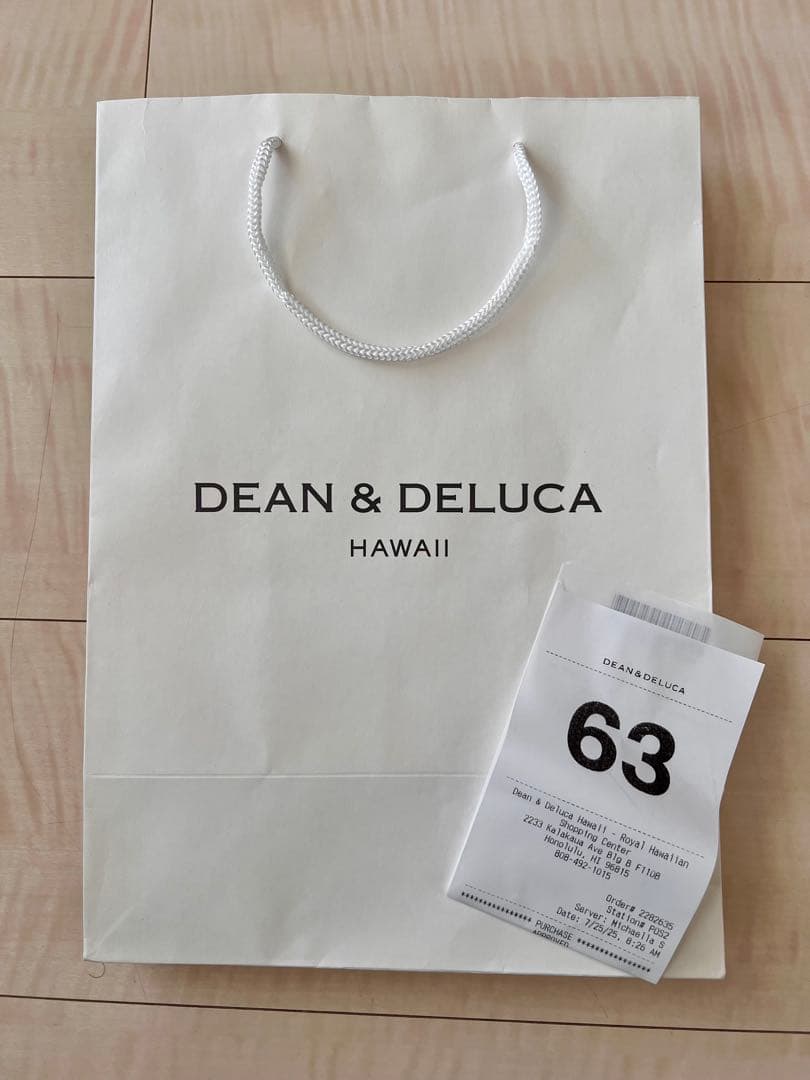 DEAN & DELUCA
HAWAII
DEAN & DELUCA
63
Dean & Deluca Hawaii - Royal Hawaiian
Shopping Center
2233 Kalakaua Ave Blg B F110B
Honolulu, HI 96815
808-492-1015
Order# 2282635
Station# POS2
Server: Michaella S
Date: 7/25/25, 8:26 AM
**************** PURCHASE ****************
APPROVED